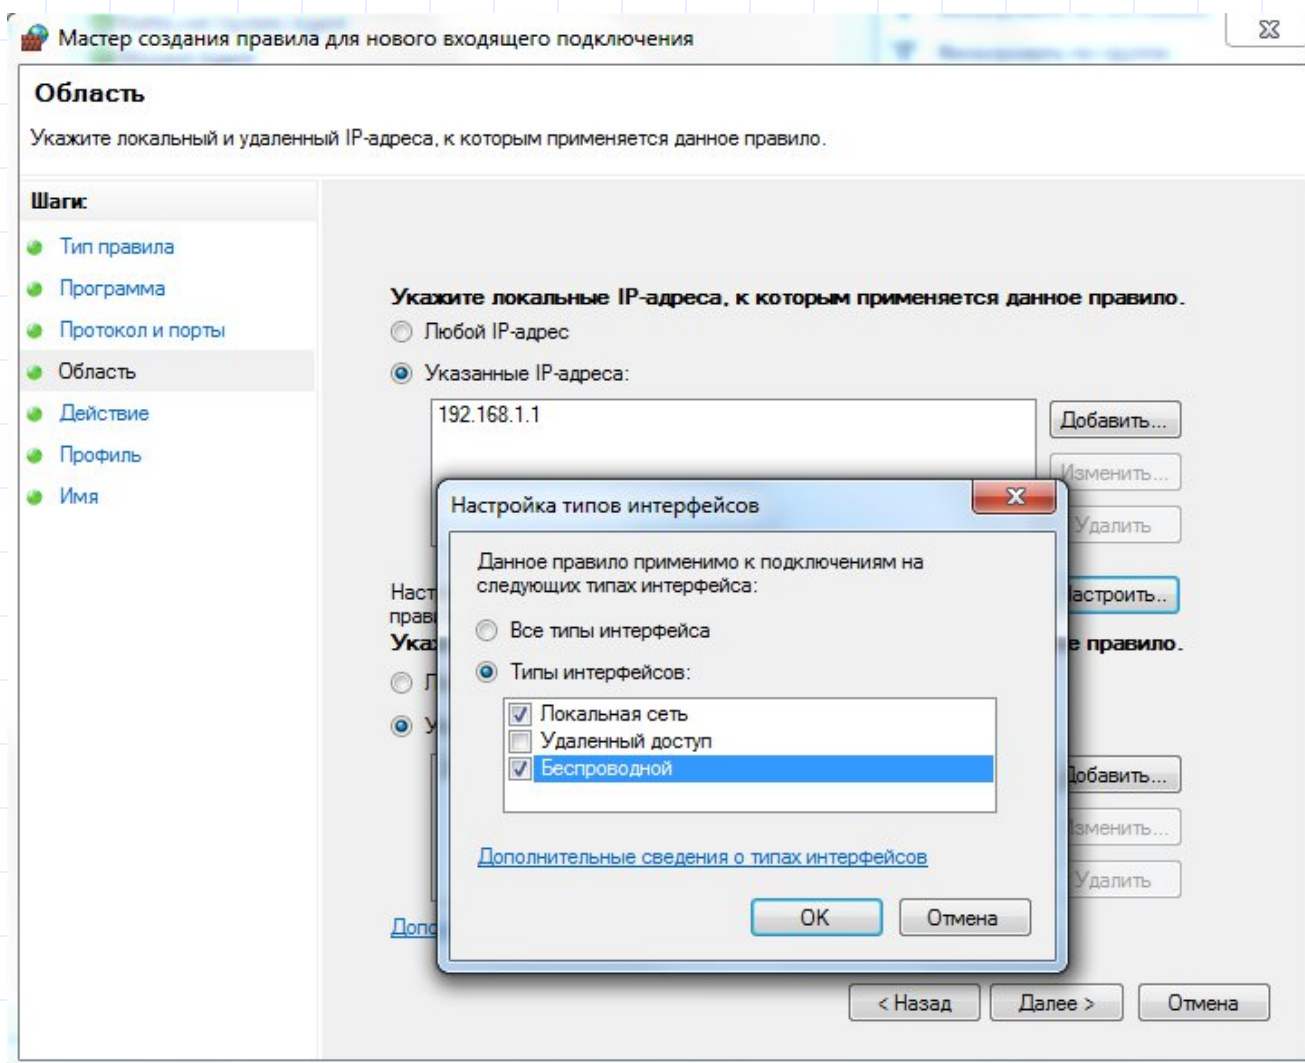 Мастер создания правила для нового входящего подключения
Область
Укажите локальный и удаленный IP-адреса, к которым применяется данное правило.
Шаги:
Тип правила
Программа
Протокол и порты
Область
Действие
Профиль
Имя
Укажите локальные IP-адреса, к которым применяется данное правило.
Любой IP-адрес
Указанные IP-адреса:
192.168.1.1
Добавить...
Изменить...
Удалить
Настройка типов интерфейсов
Данное правило применимо к подключениям на
следующих типах интерфейса:
Все типы интерфейса
Типы интерфейсов:
Локальная сеть
Удаленный доступ
Беспроводной
Дополнительные сведения о типах интерфейсов
OK
Отмена
правило.
Удалить
< Назад
Далее >
Отмена